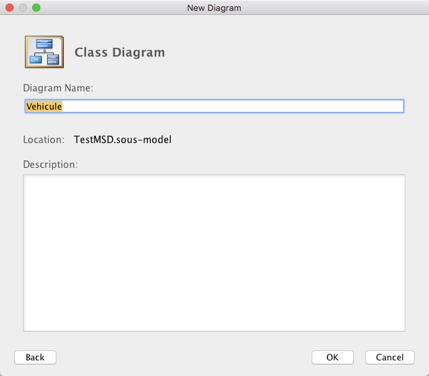 New Diagram
Class Diagram
Diagram Name:
Vehicule
Location: TestMSD.sous-model
Description:
Back OK Cancel